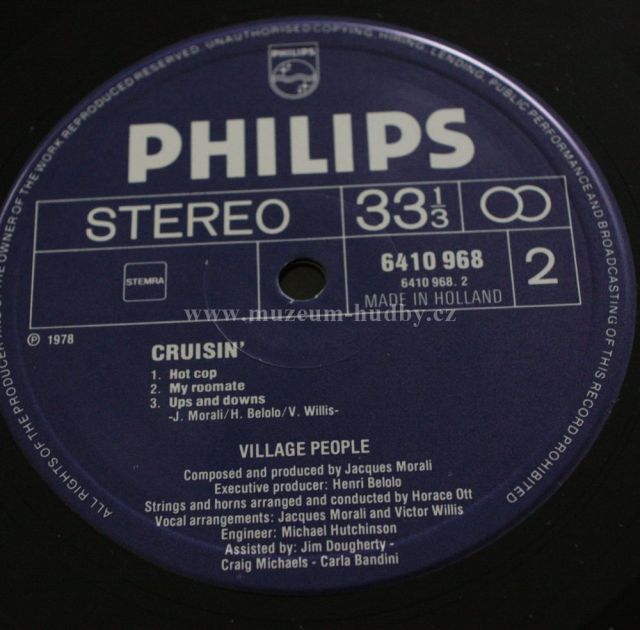 ALL RIGHTS OF THE PRODUCER AND OF THE OWNER OF THE WORK REPRODUCED RESERVED. UNAUTHORISED COPYING, HIRING, LENDING, PUBLIC PERFORMANCE AND BROADCASTING OF THIS RECORD PROHIBITED
PHILIPS
PHILIPS
STEREO
33 1/3
STEMRA
6410 968
6410 968. 2
MADE IN HOLLAND
2
www.muzeum-hudby.cz
℗ 1978
CRUISIN'
1. Hot cop
2. My roomate
3. Ups and downs
-J. Morali/H. Belolo/V. Willis-
VILLAGE PEOPLE
Composed and produced by Jacques Morali
Executive producer: Henri Belolo
Strings and horns arranged and conducted by Horace Ott
Vocal arrangements: Jacques Morali and Victor Willis
Engineer: Michael Hutchinson
Assisted by: Jim Dougherty -
Craig Michaels - Carla Bandini